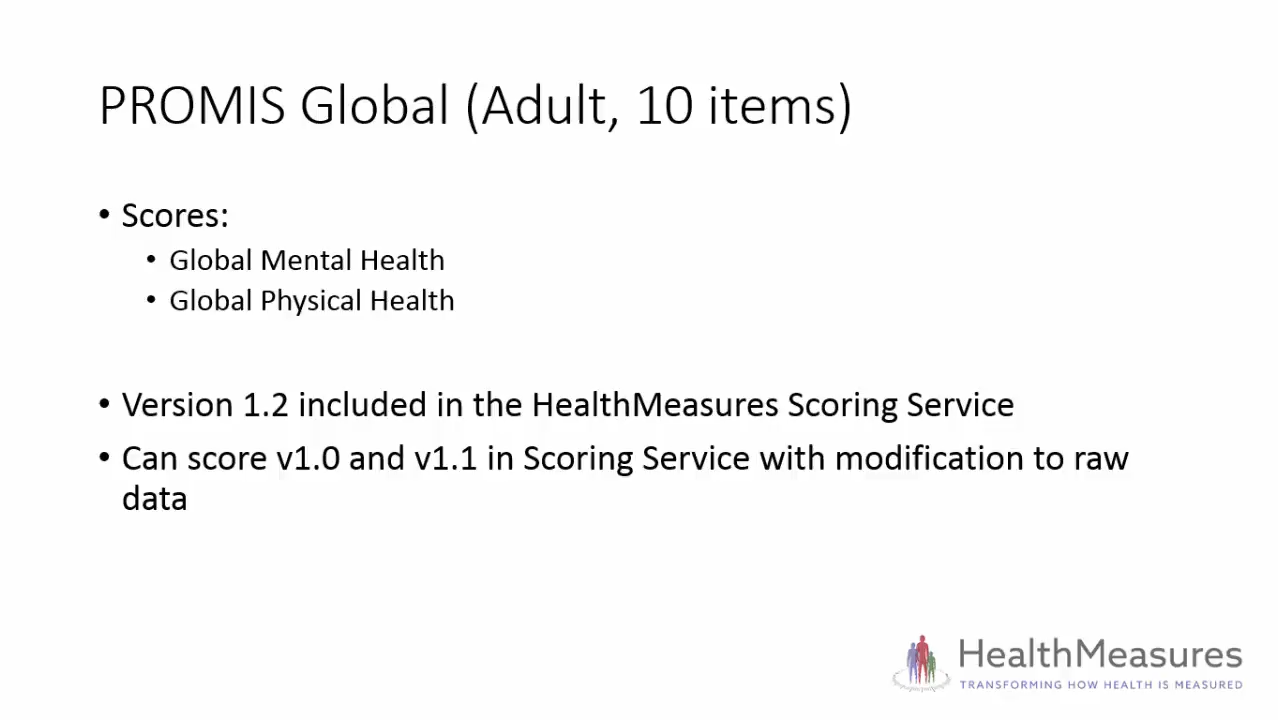 PROMIS Global (Adult, 10 items)
• Scores:
• Global Mental Health
• Global Physical Health
• Version 1.2 included in the HealthMeasures Scoring Service
• Can score v1.0 and v1.1 in Scoring Service with modification to raw
data
HealthMeasures
TRANSFORMING HOW HEALTH IS MEASURED